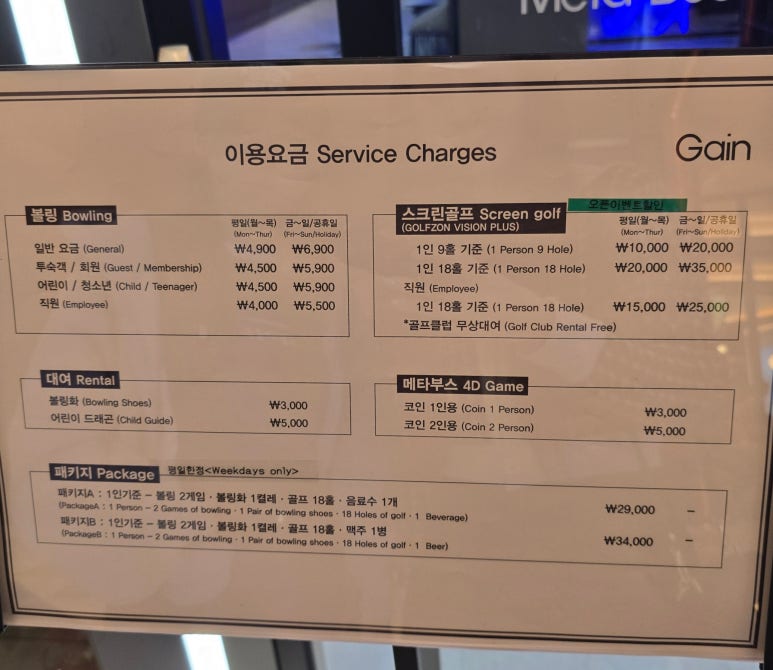 이용요금 Service Charges
Gain
볼링 Bowling
평일(월~목) 금~일/공휴일
(Mon~Thur) (Fri~Sun/Holiday)
일반 요금 (General) ₩4,900 ₩6,900
투숙객 / 회원 (Guest / Membership) ₩4,500 ₩5,900
어린이 / 청소년 (Child / Teenager) ₩4,500 ₩5,900
직원 (Employee) ₩4,000 ₩5,500
스크린골프 Screen golf
(GOLFZON VISION PLUS)
오픈이벤트할인
평일(월~목) 금~일/공휴일
(Mon~Thur) (Fri~Sun/Holiday)
1인 9홀 기준 (1 Person 9 Hole) ₩10,000 ₩20,000
1인 18홀 기준 (1 Person 18 Hole) ₩20,000 ₩35,000
직원 (Employee)
1인 18홀 기준 (1 Person 18 Hole) ₩15,000 ₩25,000
*골프클럽 무상대여 (Golf Club Rental Free)
대여 Rental
볼링화 (Bowling Shoes) ₩3,000
어린이 드래곤 (Child Guide) ₩5,000
메타부스 4D Game
코인 1인용 (Coin 1 Person) ₩3,000
코인 2인용 (Coin 2 Person) ₩5,000
패키지 Package 평일한정<Weekdays only>
패키지A : 1인기준 - 볼링 2게임 · 볼링화 1켤레 · 골프 18홀 · 음료수 1개 ₩29,000 -
(PackageA : 1 Person - 2 Games of bowling · 1 Pair of bowling shoes · 18 Holes of golf · 1 Beverage)
패키지B : 1인기준 - 볼링 2게임 · 볼링화 1켤레 · 골프 18홀 · 맥주 1병 ₩34,000 -
(PackageB : 1 Person - 2 Games of bowling · 1 Pair of bowling shoes · 18 Holes of golf · 1 Beer)